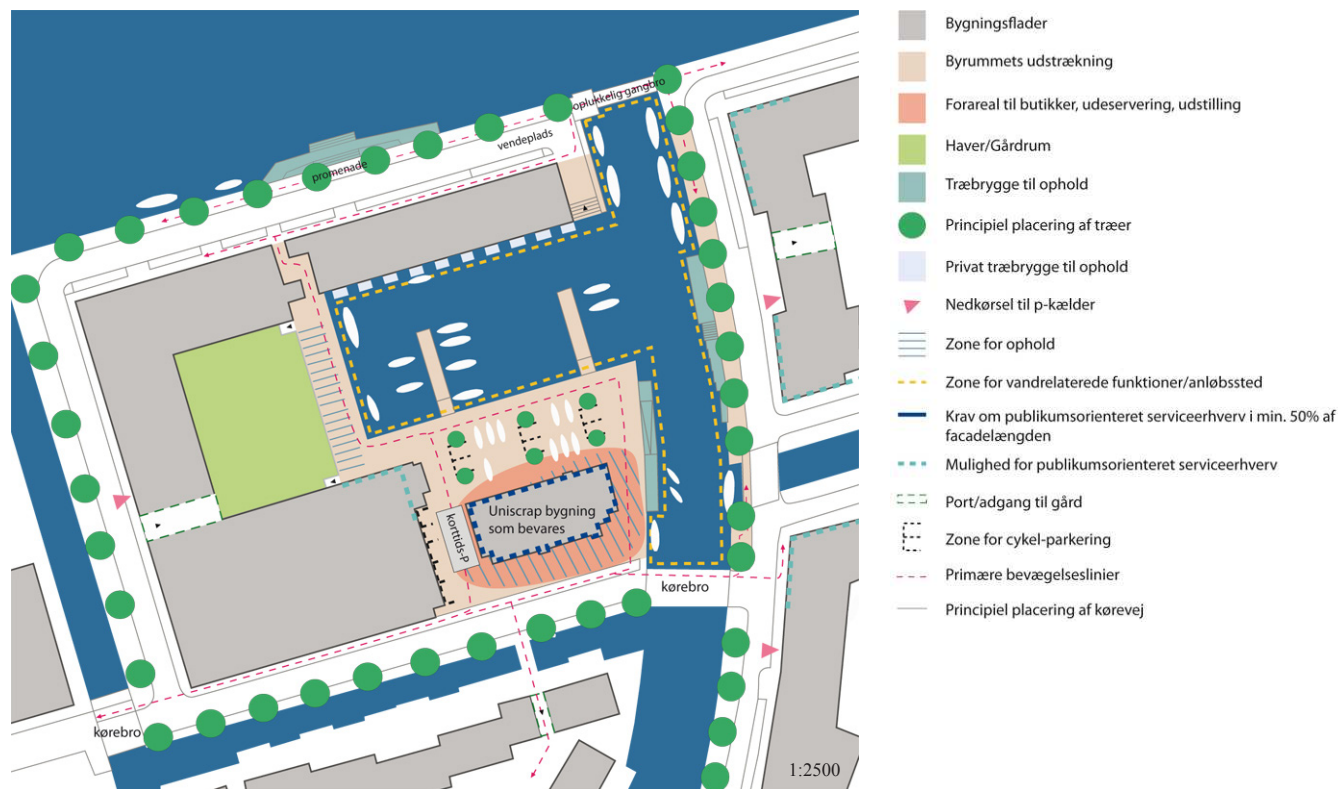 oplukkelig gangbro
vendeplads
promenade
Uniscrap bygning
som bevares
korttids-P
kørebro
kørebro
1:2500
Bygningsflader
Byrummets udstrækning
Forareal til butikker, udeservering, udstilling
Haver/Gårdrum
Træbrygge til ophold
Principiel placering af træer
Privat træbrygge til ophold
Nedkørsel til p-kælder
Zone for ophold
Zone for vandrelaterede funktioner/anløbssted
Krav om publikumsorienteret serviceerhverv i min. 50% af
facadelængden
Mulighed for publikumsorienteret serviceerhverv
Port/adgang til gård
Zone for cykel-parkering
Primære bevægelseslinier
Principiel placering af kørevej